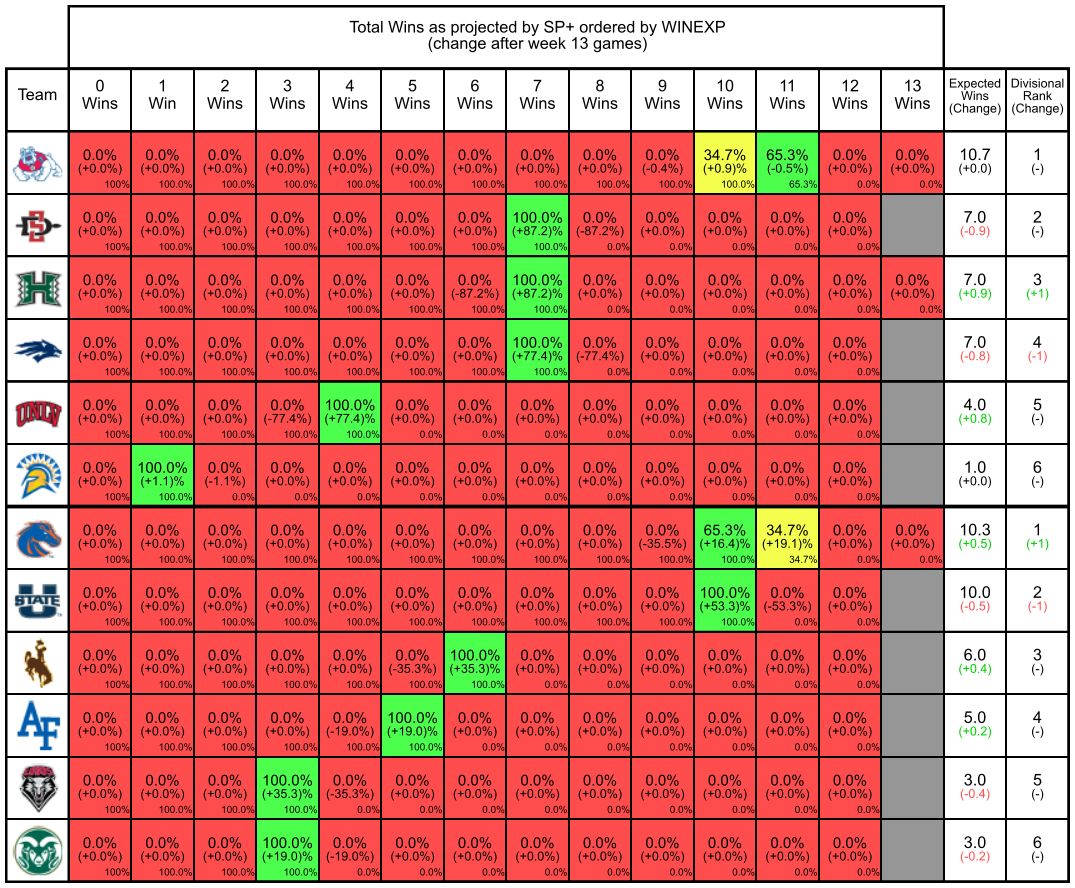 Total Wins as projected by SP+ ordered by WINEXP
(change after week 13 games)
Team 0 Wins 1 Win 2 Wins 3 Wins 4 Wins 5 Wins 6 Wins 7 Wins 8 Wins 9 Wins 10 Wins 11 Wins 12 Wins 13 Wins Expected Wins (Change) Divisional Rank (Change)
0.0% 0.0% 0.0% 0.0% 0.0% 0.0% 0.0% 0.0% 0.0% 0.0% 34.7% 65.3% 0.0% 0.0% 10.7 1
(+0.0%) (+0.0%) (+0.0%) (+0.0%) (+0.0%) (+0.0%) (+0.0%) (+0.0%) (+0.0%) (-0.4%) (+0.9)% (-0.5%) (+0.0%) (+0.0%) (+0.0) (-)
100% 100.0% 100.0% 100.0% 100.0% 100.0% 100.0% 100.0% 100.0% 100.0% 100.0% 65.3% 0.0% 0.0%
SD 0.0% 0.0% 0.0% 0.0% 0.0% 0.0% 0.0% 100.0% 0.0% 0.0% 0.0% 0.0% 0.0% 7.0 2
(+0.0%) (+0.0%) (+0.0%) (+0.0%) (+0.0%) (+0.0%) (+0.0%) (+87.2)% (-87.2%) (+0.0%) (+0.0%) (+0.0%) (+0.0%) (-0.9) (-)
100% 100.0% 100.0% 100.0% 100.0% 100.0% 100.0% 100.0% 0.0% 0.0% 0.0% 0.0% 0.0%
H 0.0% 0.0% 0.0% 0.0% 0.0% 0.0% 0.0% 100.0% 0.0% 0.0% 0.0% 0.0% 0.0% 0.0% 7.0 3
(+0.0%) (+0.0%) (+0.0%) (+0.0%) (+0.0%) (+0.0%) (-87.2%) (+87.2)% (+0.0%) (+0.0%) (+0.0%) (+0.0%) (+0.0%) (+0.0%) (+0.9) (+1)
100% 100.0% 100.0% 100.0% 100.0% 100.0% 100.0% 100.0% 0.0% 0.0% 0.0% 0.0% 0.0% 0.0%
0.0% 0.0% 0.0% 0.0% 0.0% 0.0% 0.0% 100.0% 0.0% 0.0% 0.0% 0.0% 0.0% 7.0 4
(+0.0%) (+0.0%) (+0.0%) (+0.0%) (+0.0%) (+0.0%) (+0.0%) (+77.4)% (-77.4%) (+0.0%) (+0.0%) (+0.0%) (+0.0%) (-0.8) (-1)
100% 100.0% 100.0% 100.0% 100.0% 100.0% 100.0% 100.0% 0.0% 0.0% 0.0% 0.0% 0.0%
UNLV 0.0% 0.0% 0.0% 0.0% 100.0% 0.0% 0.0% 0.0% 0.0% 0.0% 0.0% 0.0% 0.0% 4.0 5
(+0.0%) (+0.0%) (+0.0%) (-77.4%) (+77.4)% (+0.0%) (+0.0%) (+0.0%) (+0.0%) (+0.0%) (+0.0%) (+0.0%) (+0.0%) (+0.8) (-)
100% 100.0% 100.0% 100.0% 100.0% 0.0% 0.0% 0.0% 0.0% 0.0% 0.0% 0.0% 0.0%
0.0% 100.0% 0.0% 0.0% 0.0% 0.0% 0.0% 0.0% 0.0% 0.0% 0.0% 0.0% 0.0% 1.0 6
(+0.0%) (+1.1)% (-1.1%) (+0.0%) (+0.0%) (+0.0%) (+0.0%) (+0.0%) (+0.0%) (+0.0%) (+0.0%) (+0.0%) (+0.0%) (+0.0) (-)
100% 100.0% 0.0% 0.0% 0.0% 0.0% 0.0% 0.0% 0.0% 0.0% 0.0% 0.0% 0.0%
0.0% 0.0% 0.0% 0.0% 0.0% 0.0% 0.0% 0.0% 0.0% 0.0% 65.3% 34.7% 0.0% 0.0% 10.3 1
(+0.0%) (+0.0%) (+0.0%) (+0.0%) (+0.0%) (+0.0%) (+0.0%) (+0.0%) (+0.0%) (-35.5%) (+16.4)% (+19.1)% (+0.0%) (+0.0%) (+0.5) (+1)
100% 100.0% 100.0% 100.0% 100.0% 100.0% 100.0% 100.0% 100.0% 100.0% 100.0% 34.7% 0.0% 0.0%
U STATE 0.0% 0.0% 0.0% 0.0% 0.0% 0.0% 0.0% 0.0% 0.0% 0.0% 100.0% 0.0% 0.0% 10.0 2
(+0.0%) (+0.0%) (+0.0%) (+0.0%) (+0.0%) (+0.0%) (+0.0%) (+0.0%) (+0.0%) (+0.0%) (+53.3)% (-53.3%) (+0.0%) (-0.5) (-1)
100% 100.0% 100.0% 100.0% 100.0% 100.0% 100.0% 100.0% 100.0% 100.0% 100.0% 0.0% 0.0%
0.0% 0.0% 0.0% 0.0% 0.0% 0.0% 100.0% 0.0% 0.0% 0.0% 0.0% 0.0% 0.0% 6.0 3
(+0.0%) (+0.0%) (+0.0%) (+0.0%) (+0.0%) (-35.3%) (+35.3)% (+0.0%) (+0.0%) (+0.0%) (+0.0%) (+0.0%) (+0.0%) (+0.4) (-)
100% 100.0% 100.0% 100.0% 100.0% 100.0% 100.0% 0.0% 0.0% 0.0% 0.0% 0.0% 0.0%
AF 0.0% 0.0% 0.0% 0.0% 0.0% 100.0% 0.0% 0.0% 0.0% 0.0% 0.0% 0.0% 0.0% 5.0 4
(+0.0%) (+0.0%) (+0.0%) (+0.0%) (-19.0%) (+19.0)% (+0.0%) (+0.0%) (+0.0%) (+0.0%) (+0.0%) (+0.0%) (+0.0%) (+0.2) (-)
100% 100.0% 100.0% 100.0% 100.0% 100.0% 0.0% 0.0% 0.0% 0.0% 0.0% 0.0% 0.0%
0.0% 0.0% 0.0% 100.0% 0.0% 0.0% 0.0% 0.0% 0.0% 0.0% 0.0% 0.0% 0.0% 3.0 5
(+0.0%) (+0.0%) (+0.0%) (+35.3)% (-35.3%) (+0.0%) (+0.0%) (+0.0%) (+0.0%) (+0.0%) (+0.0%) (+0.0%) (+0.0%) (-0.4) (-)
100% 100.0% 100.0% 100.0% 0.0% 0.0% 0.0% 0.0% 0.0% 0.0% 0.0% 0.0% 0.0%
0.0% 0.0% 0.0% 100.0% 0.0% 0.0% 0.0% 0.0% 0.0% 0.0% 0.0% 0.0% 0.0% 3.0 6
(+0.0%) (+0.0%) (+0.0%) (+19.0)% (-19.0%) (+0.0%) (+0.0%) (+0.0%) (+0.0%) (+0.0%) (+0.0%) (+0.0%) (+0.0%) (-0.2) (-)
100% 100.0% 100.0% 100.0% 0.0% 0.0% 0.0% 0.0% 0.0% 0.0% 0.0% 0.0% 0.0%